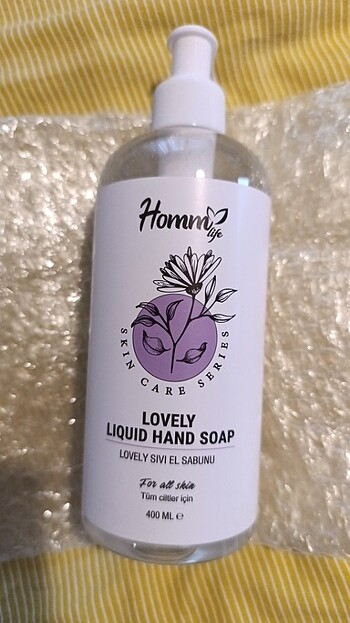 Homm
life
SKIN CARE SERIES
LOVELY
LIQUID HAND SOAP
LOVELY SIVI EL SABUNU
For all skin
Tüm ciltler için
400 ML ℮